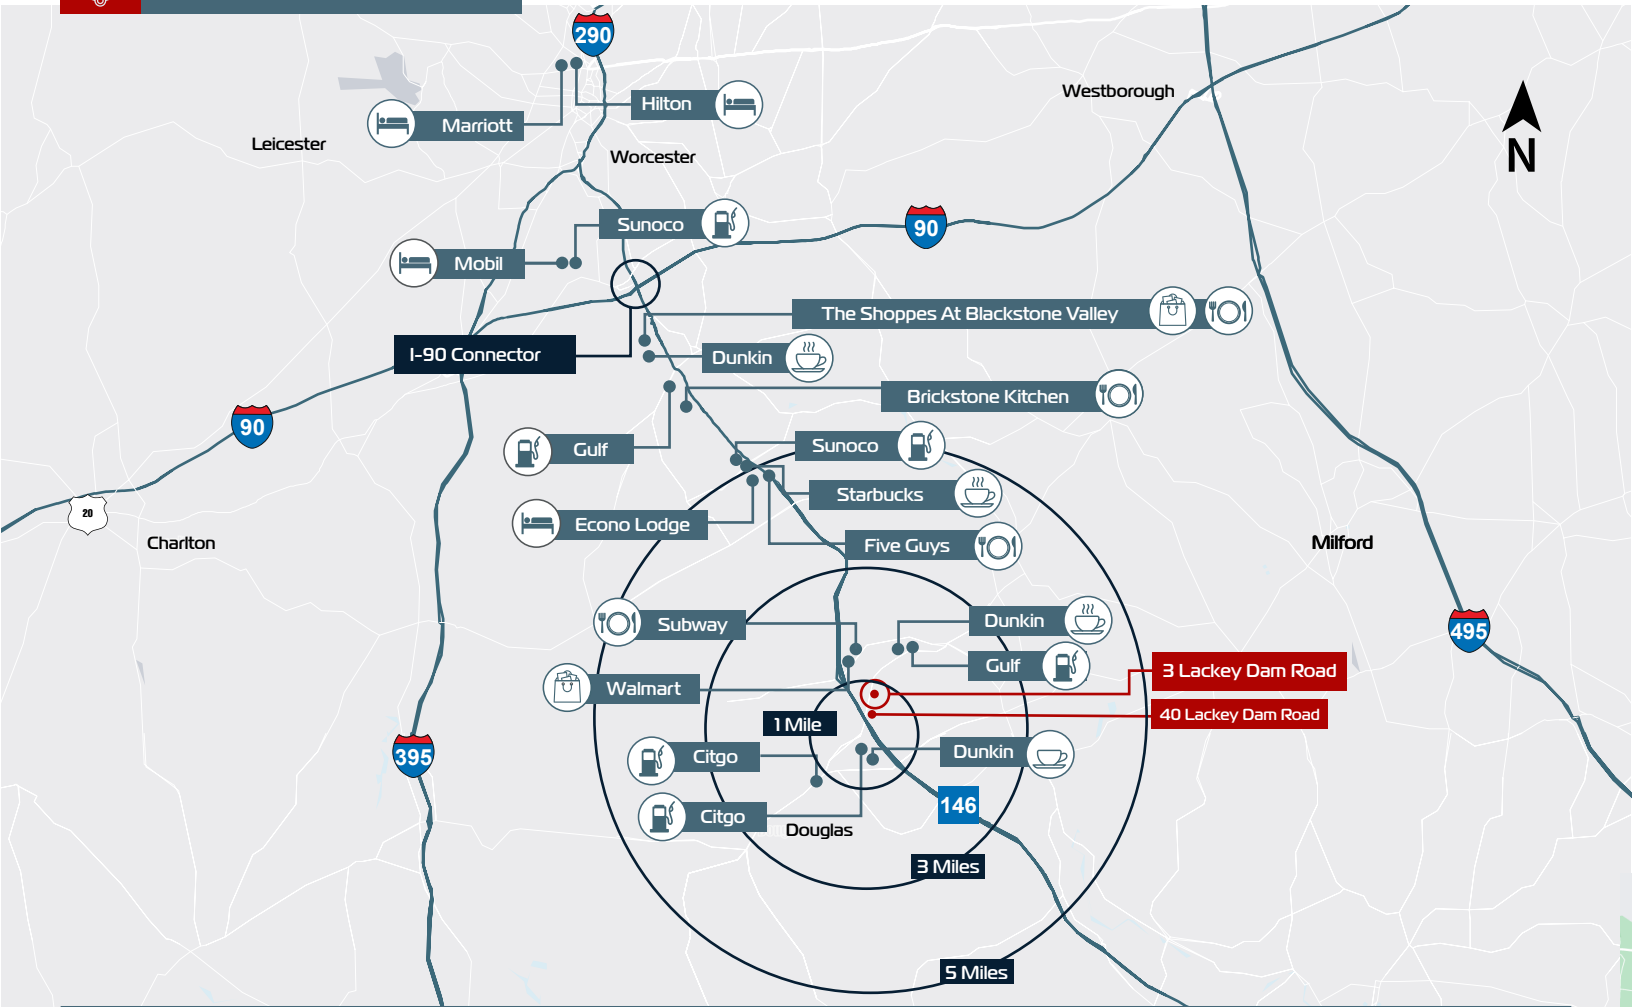 290
Westborough
Hilton
Marriott
Leicester
Worcester
N
Sunoco
90
Mobil
The Shoppes At Blackstone Valley
I-90 Connector
Dunkin
Brickstone Kitchen
90
Gulf
Sunoco
Starbucks
20
Econo Lodge
Charlton
Five Guys
Milford
Subway
Dunkin
495
Gulf
3 Lackey Dam Road
Walmart
40 Lackey Dam Road
1 Mile
395
Citgo
Dunkin
146
Citgo
Douglas
3 Miles
5 Miles